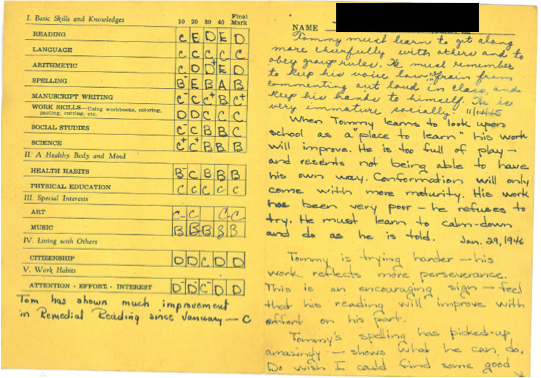 I. Basic Skills and Knowledges 10 20 30 40 Final Mark
READING C E D E D
LANGUAGE C C C C C
ARITHMETIC C D D+ E D
SPELLING B- E B A B
MANUSCRIPT WRITING C C C+ B C+
WORK SKILLS—Using workbooks, coloring, pasting, cutting, etc. D D C C C
SOCIAL STUDIES C- C B B C
SCIENCE C+ C B B B
II. A Healthy Body and Mind
HEALTH HABITS B- C B B B
PHYSICAL EDUCATION C C C C C
III. Special Interests
ART C- C C C
MUSIC B B B B B
IV. Living with Others
CITIZENSHIP D D C D D
V. Work Habits
ATTENTION - EFFORT - INTEREST D- D C- D D
Tom has shown much improvement
in Remedial Reading since January — C
NAME
Tommy must learn to get along
more cheerfully with others and to
obey group rules. He must remember
to keep his voice low, refrain from
commenting out loud in class, and
keep his hands to himself. He is
very immature socially. 11/14/45
When Tommy learns to look upon
school as a "place to learn" his work
will improve. He is too full of play —
and resents not being able to have
his own way. Conformation will only
come with more maturity. His work
has been very poor — he refuses to
try. He must learn to calm-down
and do as he is told. Jan. 29, 1946
Tommy is trying harder — his
work reflects more perseverance.
This is an encouraging sign — feel
that his reading will improve with
effort on his part.
Tommy's spelling has picked-up
amazingly — shows what he can do.
Do wish I could find some good →